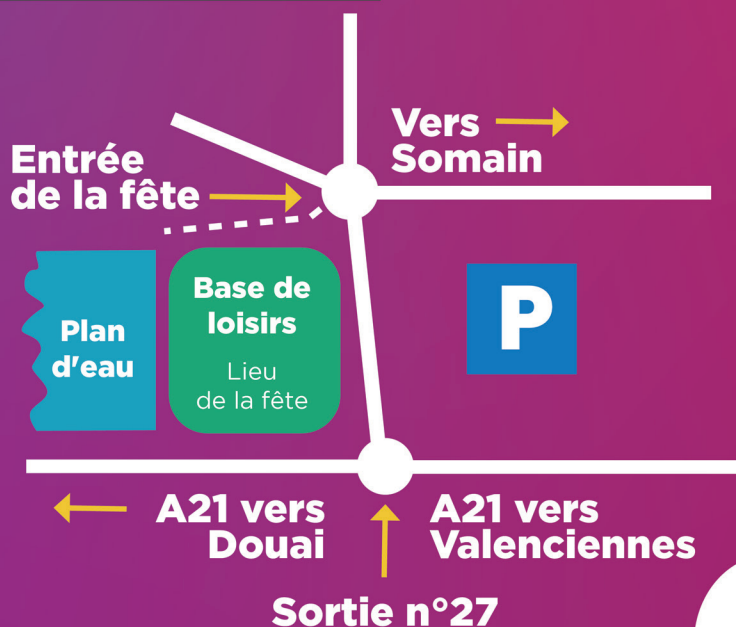 Vers
Somain
Entrée
de la fête
Base de
loisirs
Lieu
de la fête
Plan
d'eau
P
A21 vers
Douai
A21 vers
Valenciennes
Sortie n°27